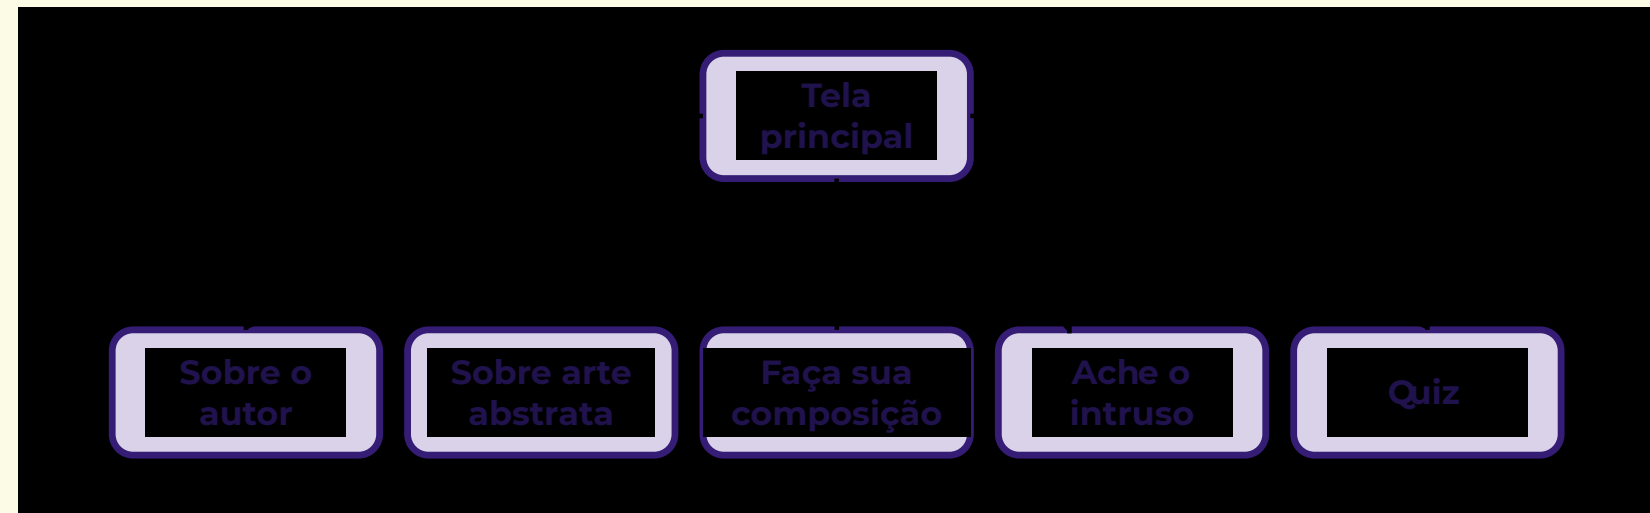 Tela
principal
Sobre o
autor
Sobre arte
abstrata
Faça sua
composição
Ache o
intruso
Quiz